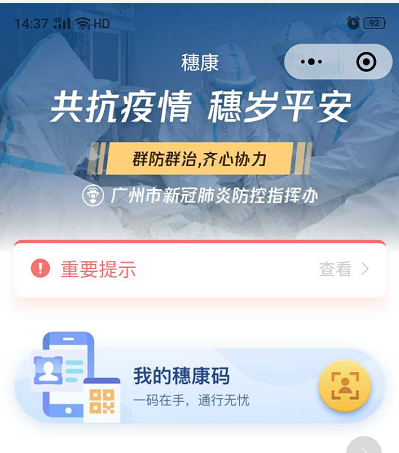 14:37 HD 92
穗康
共抗疫情 穗岁平安
群防群治,齐心协力
广州市新冠肺炎防控指挥办
重要提示 查看
我的穗康码
一码在手，通行无忧